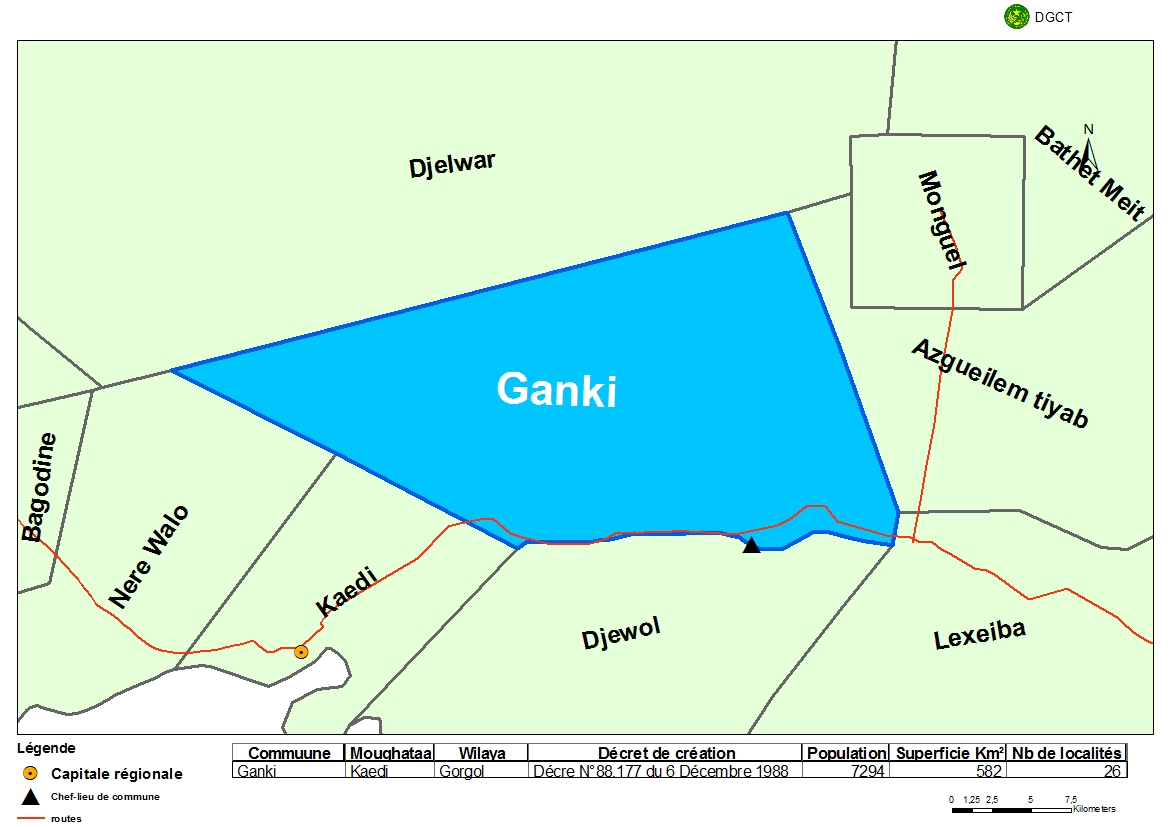 DGCT
N
Bathet Meit
Djelwar
Monguel
Azgueilem tiyab
Ganki
Bagodine
Nere Walo
Kaedi
Djewol
Lexeiba
Légende
Capitale régionale
Chef-lieu de commune
routes
Commuune Moughataa Wilaya Décret de création Population Superficie Km² Nb de localités
Ganki Kaedi Gorgol Décre N°88.177 du 6 Décembre 1988 7294 582 26
0 1,25 2,5 5 7,5
Kilometers